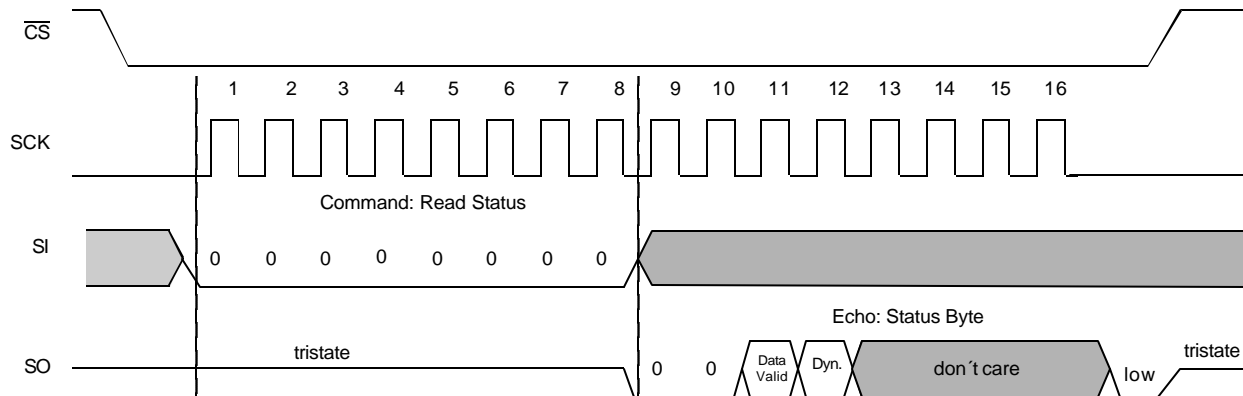 CS
1 2 3 4 5 6 7 8 9 10 11 12 13 14 15 16
SCK
Command: Read Status
SI
0 0 0 0 0 0 0 0
Echo: Status Byte
SO
tristate
0 0
Data
Valid
Dyn.
don´t care
low
tristate